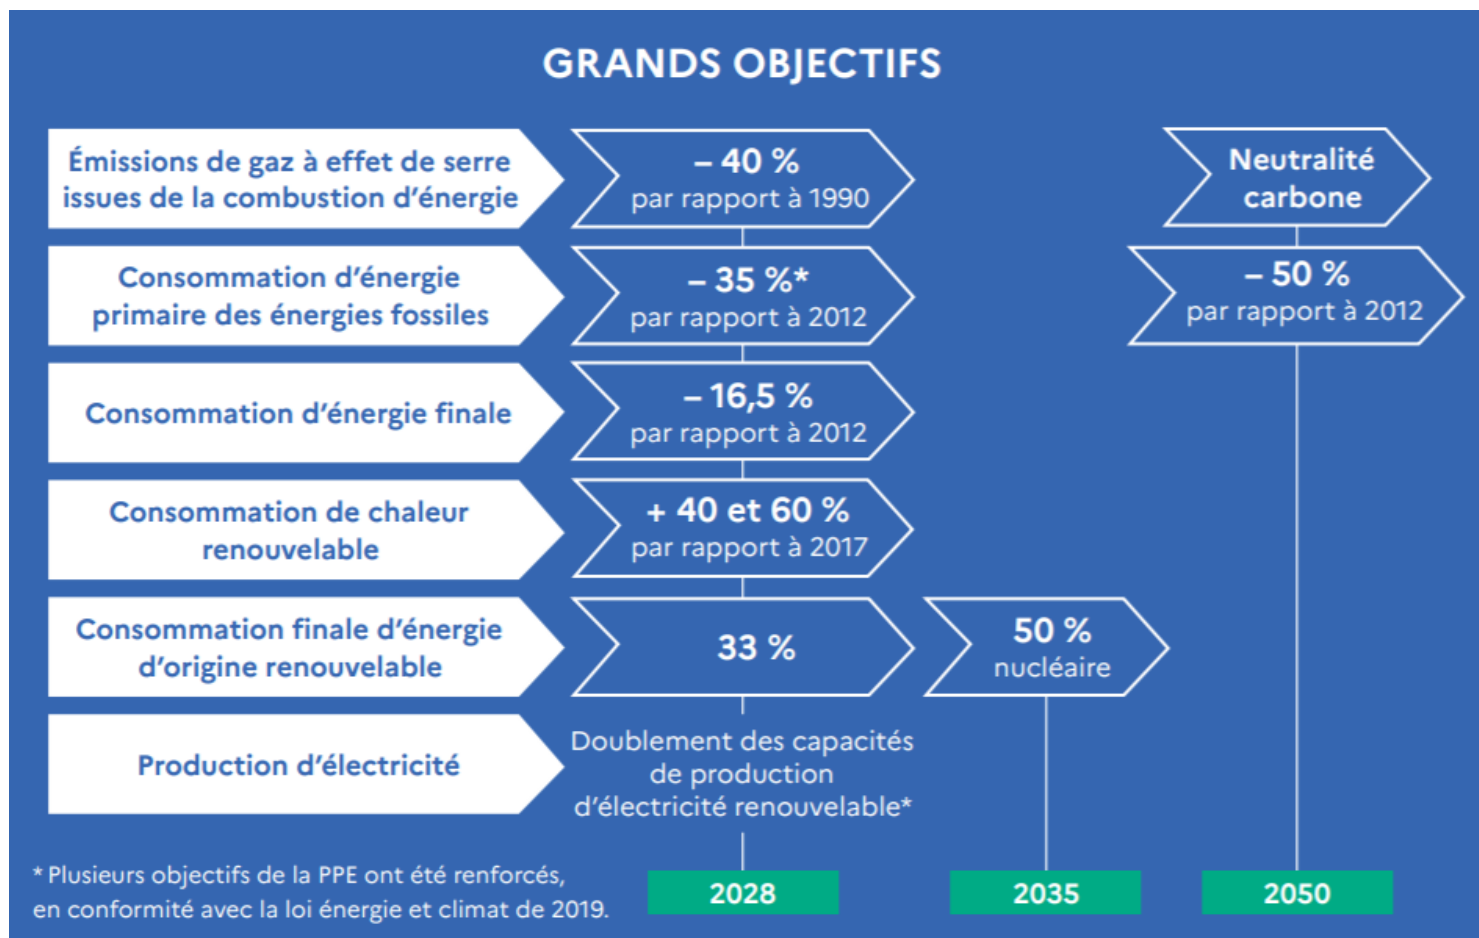 GRANDS OBJECTIFS
Émissions de gaz à effet de serre
issues de la combustion d’énergie
– 40 %
par rapport à 1990
Neutralité
carbone
Consommation d’énergie
primaire des énergies fossiles
– 35 %*
par rapport à 2012
– 50 %
par rapport à 2012
Consommation d’énergie finale
– 16,5 %
par rapport à 2012
Consommation de chaleur
renouvelable
+ 40 et 60 %
par rapport à 2017
Consommation finale d’énergie
d’origine renouvelable
33 %
50 %
nucléaire
Production d’électricité
Doublement des capacités
de production
d’électricité renouvelable*
* Plusieurs objectifs de la PPE ont été renforcés,
en conformité avec la loi énergie et climat de 2019.
2028
2035
2050